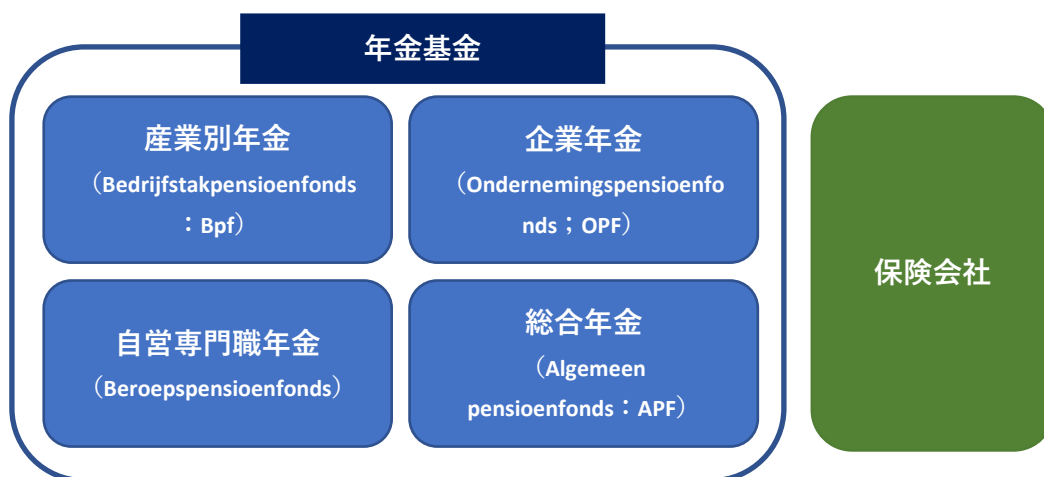 年金基金
産業別年金
（Bedrijfstakpensioenfonds
：Bpf）
企業年金
（Ondernemingspensioenfo
nds；OPF）
自営専門職年金
（Beroepspensioenfonds）
総合年金
（Algemeen
pensioenfonds：APF）
保険会社